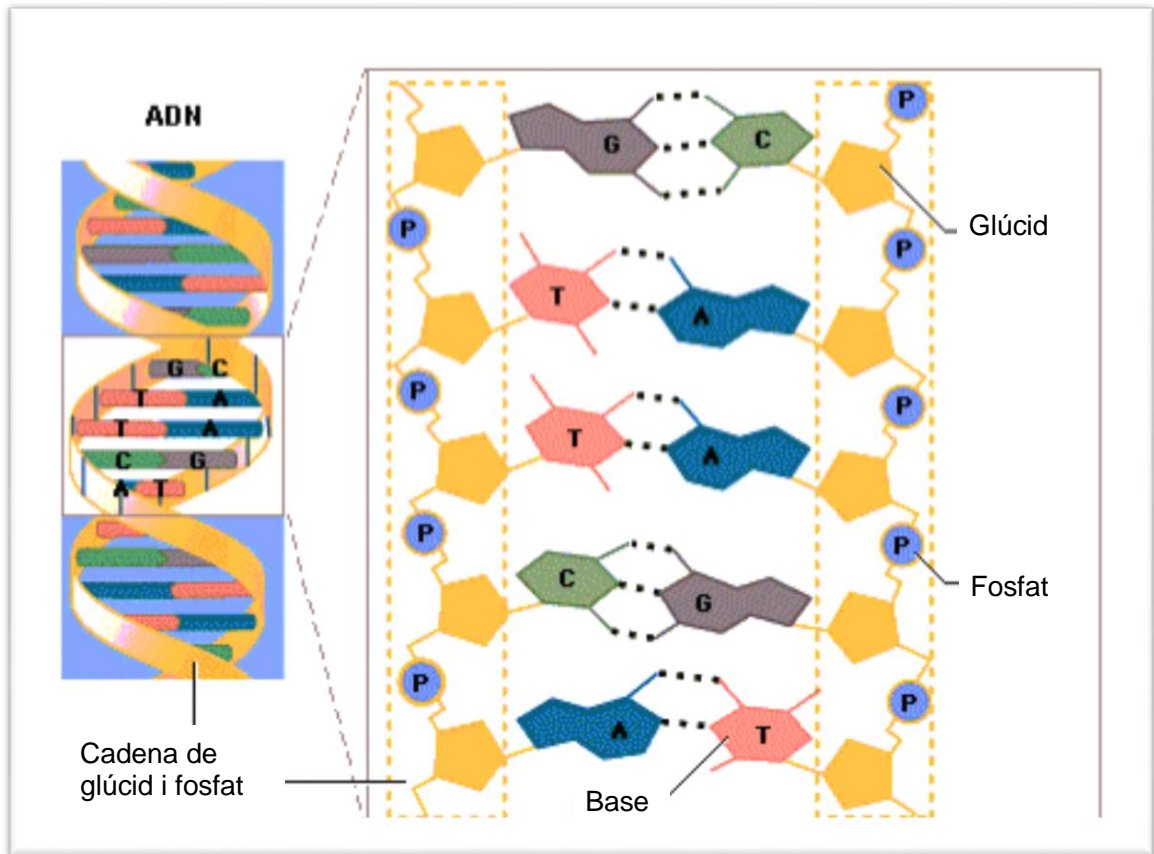 ADN
G C
T A
T A
C G
A T
P
G C
Glúcid
P P
T A
P P
T A
P P
C G
Fosfat
P P
A T
Cadena de
glúcid i fosfat
Base